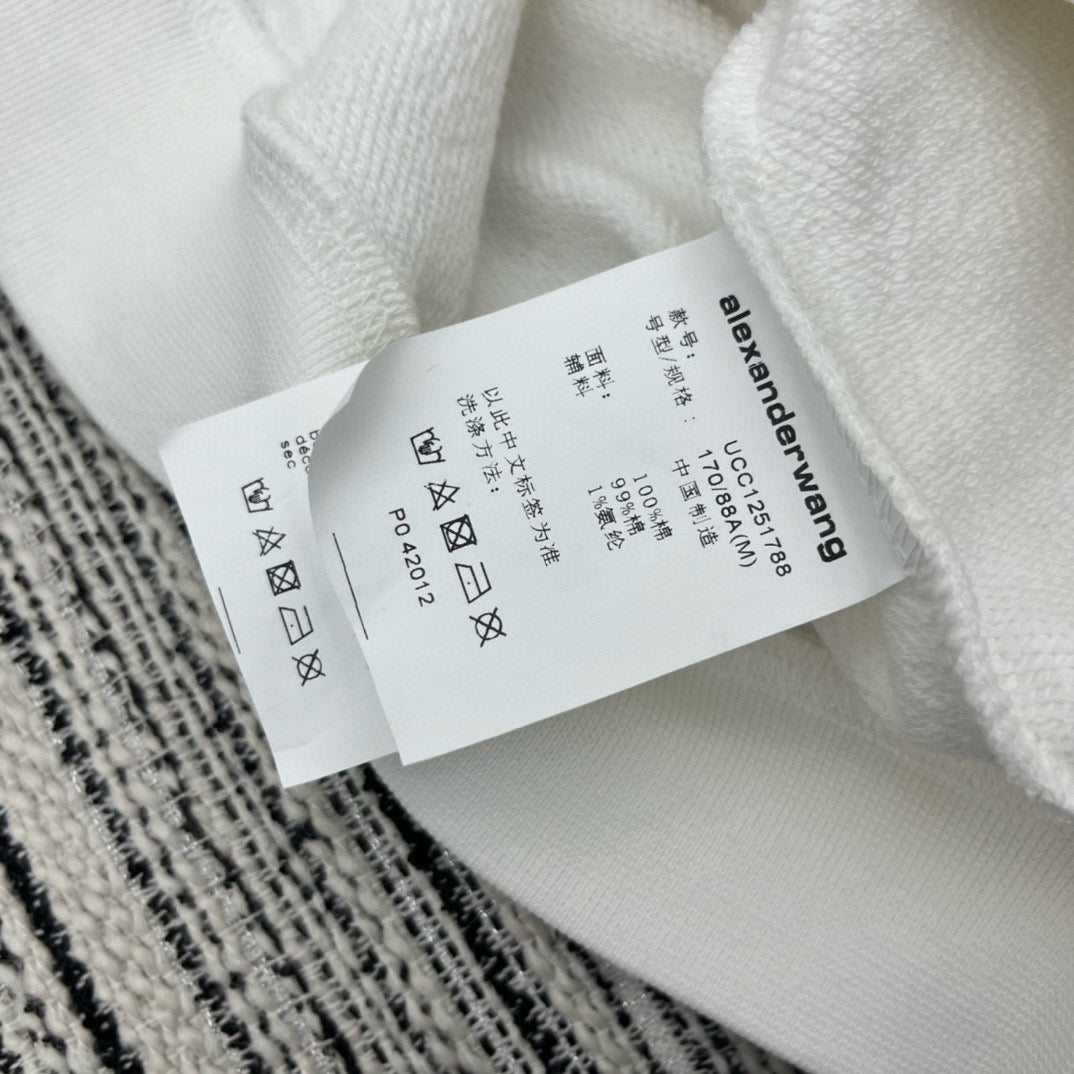 alexanderwang
款号： UCC1251788
号型/规格： 170/88A(M)
中国制造
面料： 100%棉
辅料 99%棉
1%氨纶
以此中文标签为准
洗涤方法：
PO 42012
sec